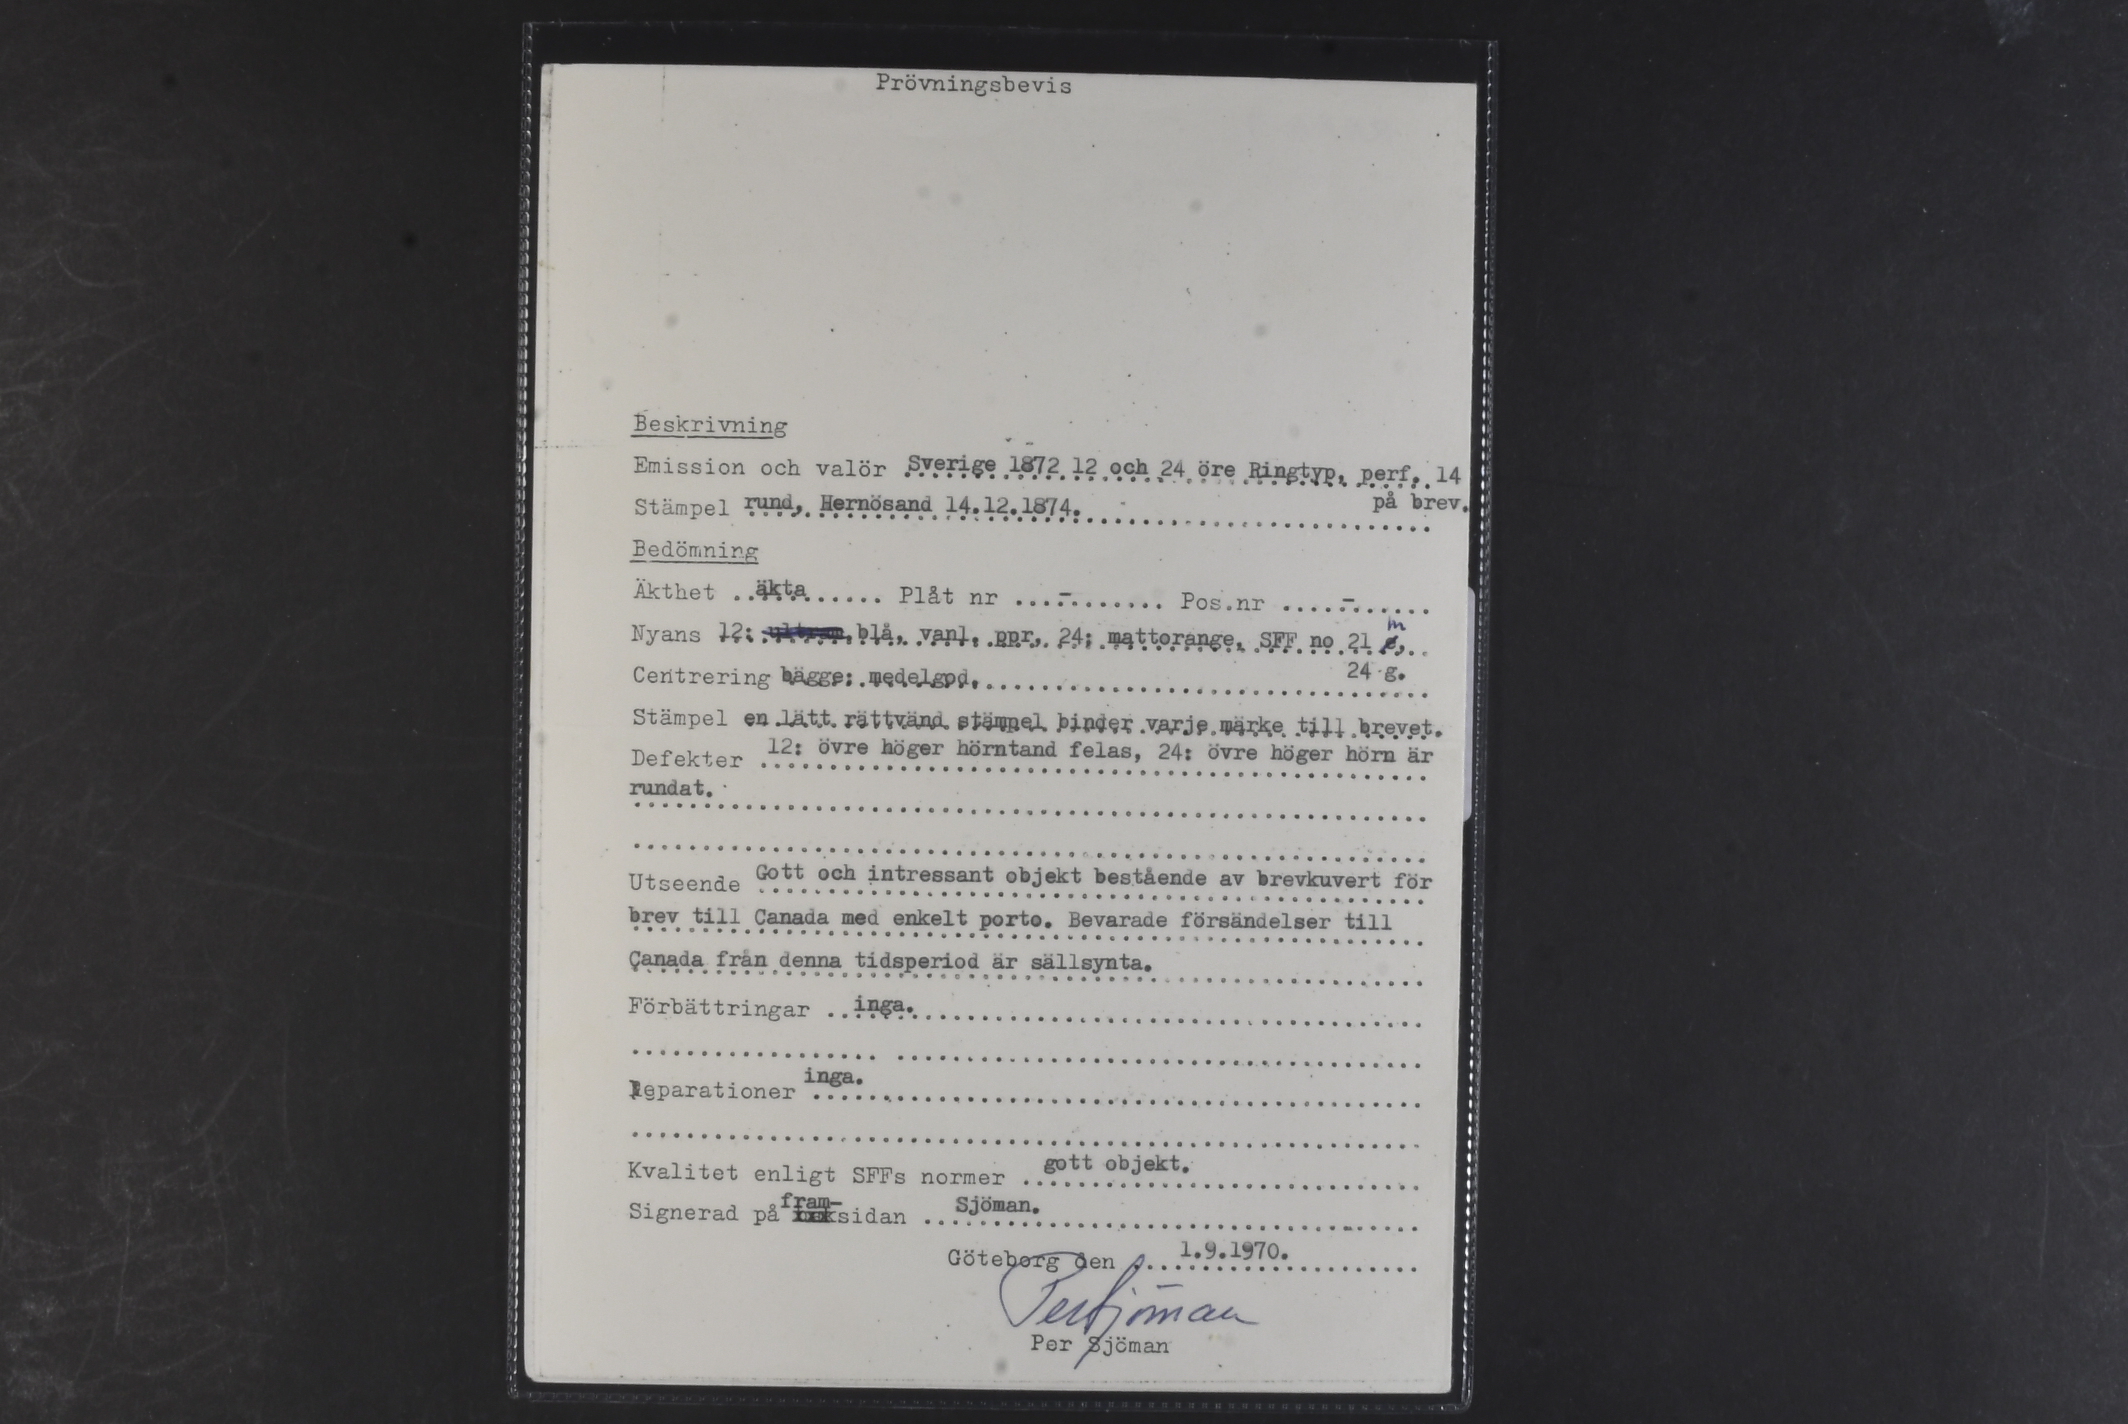 Prövningsbevis
Beskrivning
Emission och valör Sverige 1872 12 och 24 öre Ringtyp, perf. 14
på brev.
Stämpel rund, Hernösand 14.12.1874.
Bedömning
Äkthet ..äkta...... Plåt nr ...-....... Pos.nr ....-......
Nyans 12: blå, vanl. ppr, 24: mattorange, SFF no 21 m,
24 g.
Centrering bägge: medelgod.
Stämpel en lätt rättvänd stämpel binder varje märke till brevet.
Defekter 12: övre höger hörntand felas, 24: övre höger hörn är
rundat.
Utseende Gott och intressant objekt bestående av brevkuvert för
brev till Canada med enkelt porto. Bevarade försändelser till
Canada från denna tidsperiod är sällsynta.
Förbättringar ..inga.
Reparationer inga.
Kvalitet enligt SFFs normer gott objekt.
Signerad på fram-sidan Sjöman.
Göteborg den 1.9.1970.
Per Sjöman
Per Sjöman